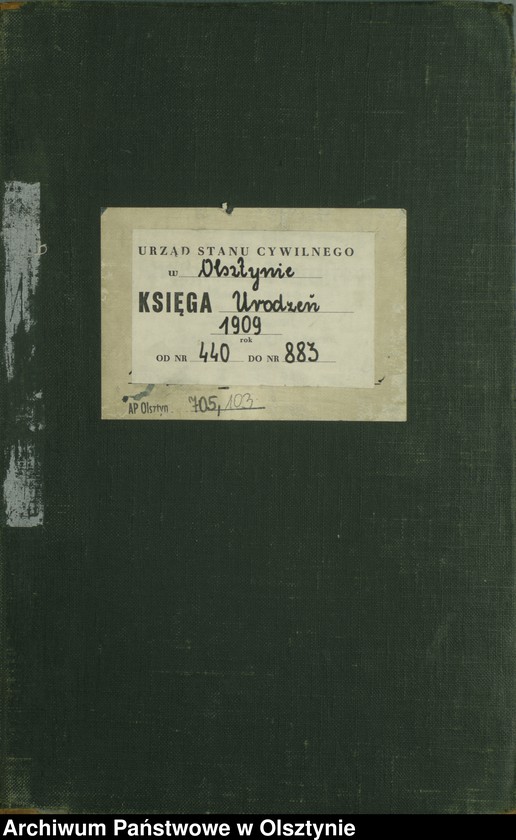 URZĄD STANU CYWILNEGO
w Olsztynie
KSIĘGA Urodzeń
1909
rok
OD NR 440 DO NR 883
AP Olsztyn 705, 103
Archiwum Państwowe w Olsztynie